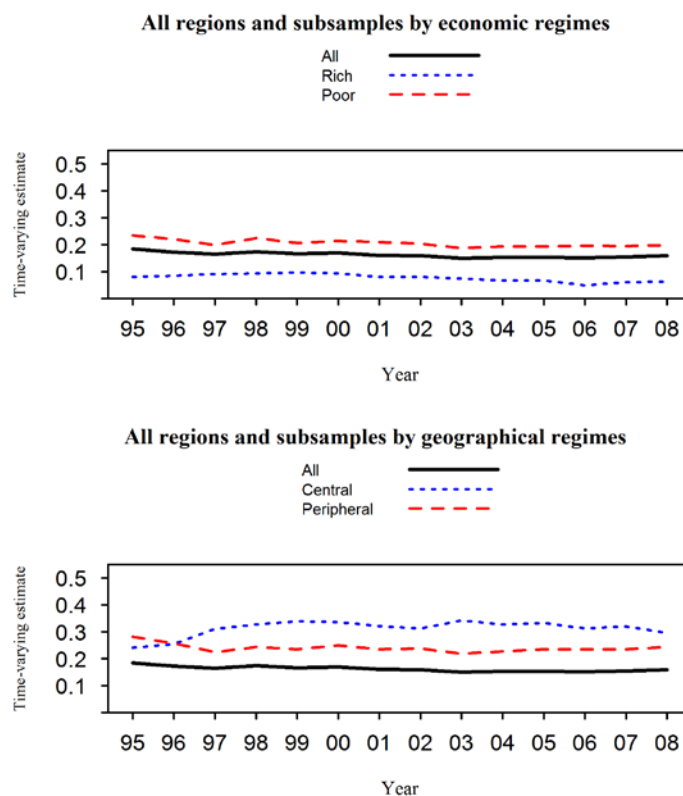 All regions and subsamples by economic regimes
All
Rich
Poor
Time-varying estimate
0.5
0.4
0.3
0.2
0.1
95 96 97 98 99 00 01 02 03 04 05 06 07 08
Year
All regions and subsamples by geographical regimes
All
Central
Peripheral
Time-varying estimate
0.5
0.4
0.3
0.2
0.1
95 96 97 98 99 00 01 02 03 04 05 06 07 08
Year